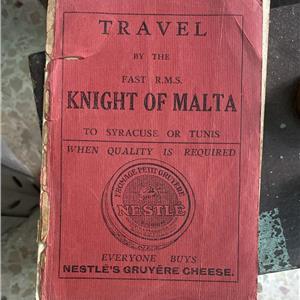 TRAVEL
BY THE
FAST R.M.S.
KNIGHT OF MALTA
TO SYRACUSE OR TUNIS
WHEN QUALITY IS REQUIRED
FROMAGE PETIT GRUYERE
NESTLÉ
EVERYONE BUYS
NESTLÉ'S GRUYÈRE CHEESE.